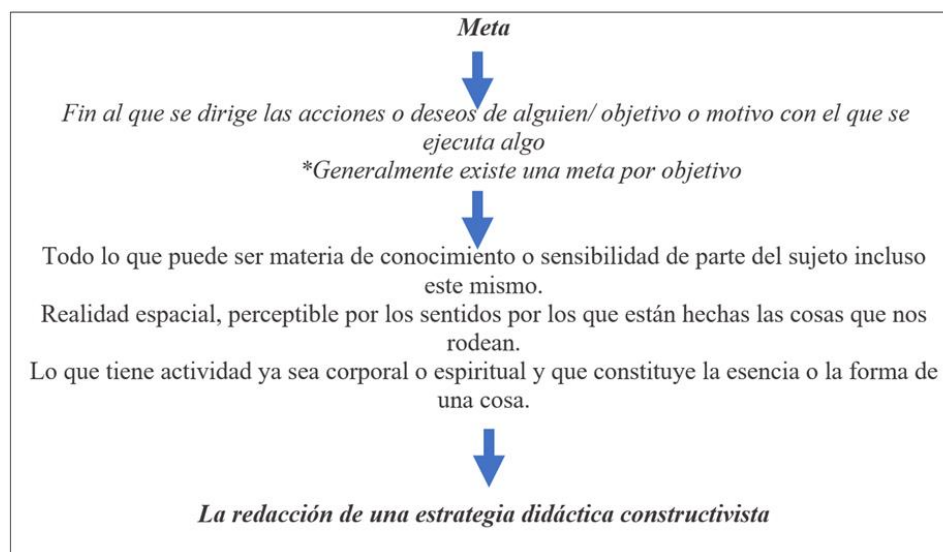 Meta
Fin al que se dirige las acciones o deseos de alguien/ objetivo o motivo con el que se
ejecuta algo
*Generalmente existe una meta por objetivo
Todo lo que puede ser materia de conocimiento o sensibilidad de parte del sujeto incluso
este mismo.
Realidad espacial, perceptible por los sentidos por los que están hechas las cosas que nos
rodean.
Lo que tiene actividad ya sea corporal o espiritual y que constituye la esencia o la forma de
una cosa.
La redacción de una estrategia didáctica constructivista